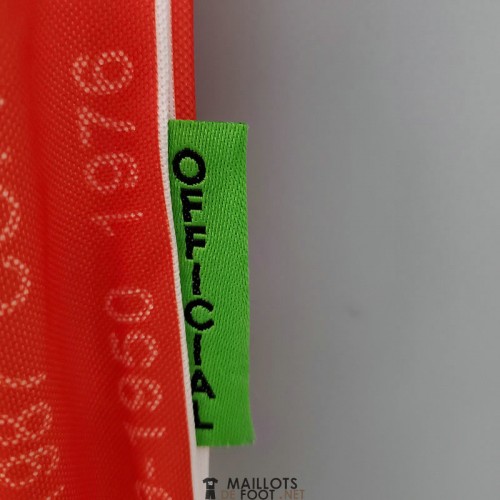 1976
1950
OFFICIAL
MAILLOTS
DE FOOT .NET